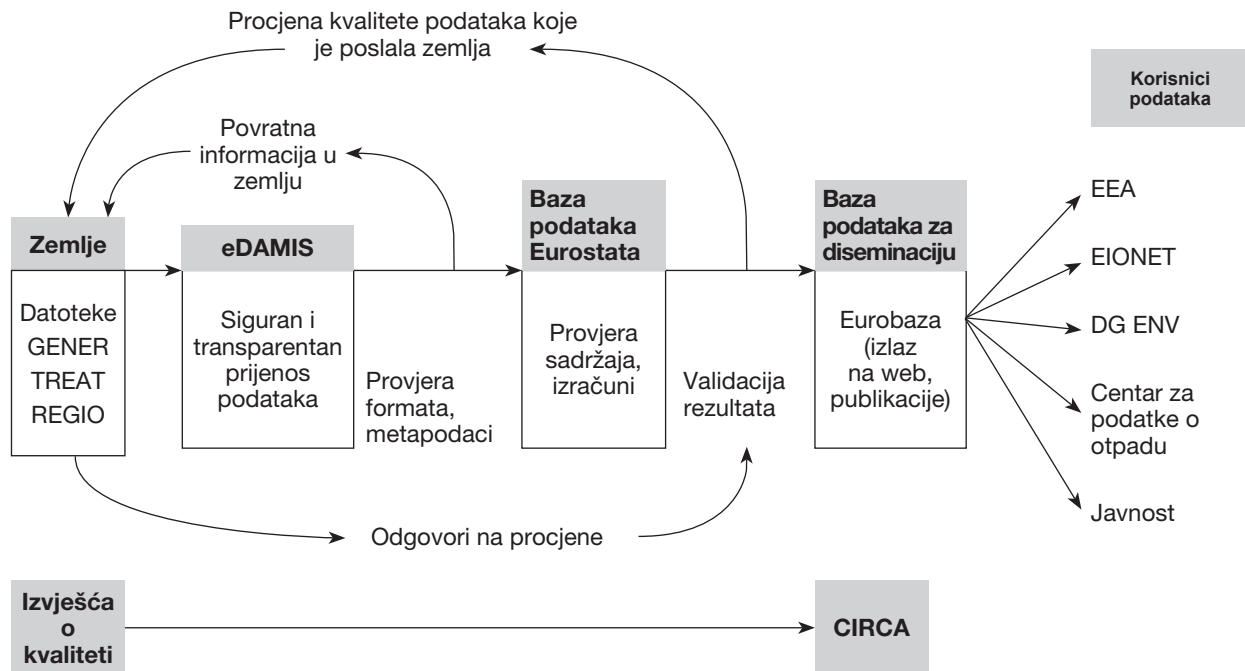 Procjena kvalitete podataka koje
je poslala zemlja
Korisnici
podataka
Povratna
informacija u
zemlju
Zemlje
Datoteke
GENER
TREAT
REGIO
eDAMIS
Siguran i
transparentan
prijenos
podataka
Provjera
formata,
metapodaci
Baza
podataka
Eurostata
Provjera
sadržaja,
izračuni
Validacija
rezultata
Baza
podataka za
diseminaciju
Eurobaza
(izlaz
na web,
publikacije)
EEA
EIONET
DG ENV
Centar za
podatke o
otpadu
Javnost
Odgovori na procjene
Izvješća
o
kvaliteti
CIRCA